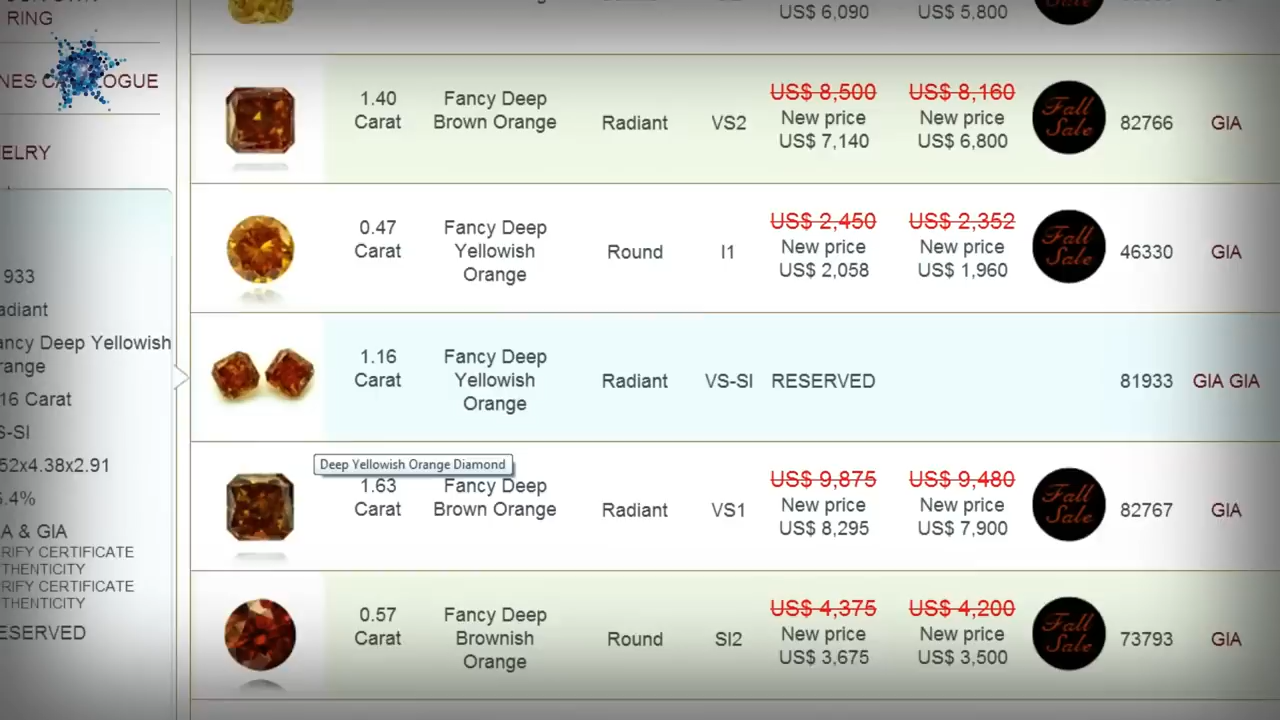 RING
NES CA LOGUE
ELRY
933
adiant
ancy Deep Yellowish
range
16 Carat
S-SI
52x4.38x2.91
.4%
A & GIA
RIFY CERTIFICATE
THENTICITY
RIFY CERTIFICATE
THENTICITY
ESERVED
US$ 6,090
US$ 5,800
1.40
Carat
Fancy Deep
Brown Orange
Radiant
VS2
US$ 8,500
New price
US$ 7,140
US$ 8,160
New price
US$ 6,800
Fall
Sale
82766
GIA
0.47
Carat
Fancy Deep
Yellowish
Orange
Round
I1
US$ 2,450
New price
US$ 2,058
US$ 2,352
New price
US$ 1,960
Fall
Sale
46330
GIA
1.16
Carat
Fancy Deep
Yellowish
Orange
Radiant
VS-SI
RESERVED
81933
GIA GIA
Deep Yellowish Orange Diamond
1.63
Carat
Fancy Deep
Brown Orange
Radiant
VS1
US$ 9,875
New price
US$ 8,295
US$ 9,480
New price
US$ 7,900
Fall
Sale
82767
GIA
0.57
Carat
Fancy Deep
Brownish
Orange
Round
SI2
US$ 4,375
New price
US$ 3,675
US$ 4,200
New price
US$ 3,500
Fall
Sale
73793
GIA